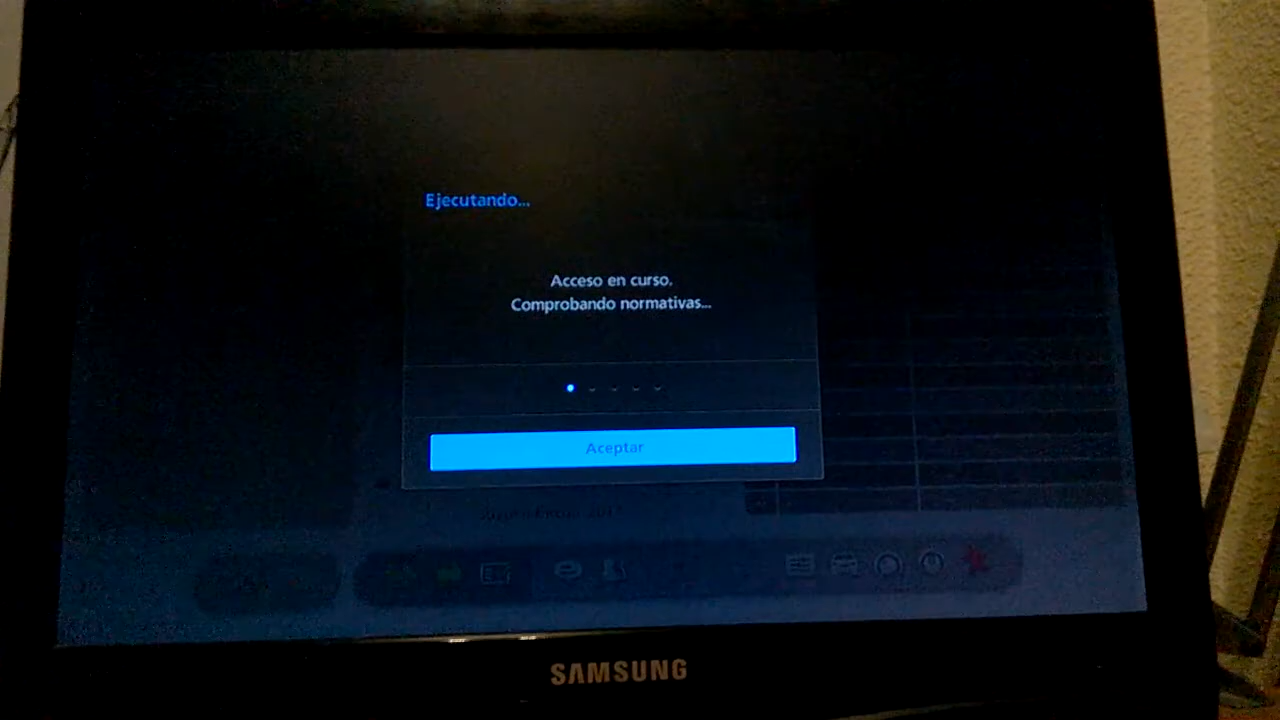 Ejecutando...
Acceso en curso.
Comprobando normativas...
Aceptar
SAMSUNG